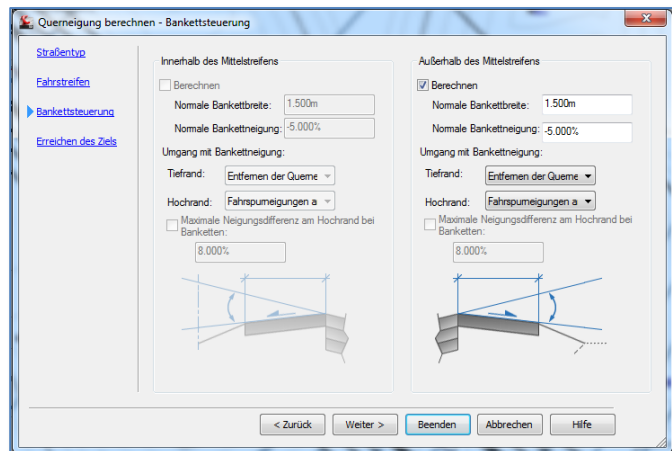 Querneigung berechnen - Bankettsteuerung
Straßentyp
Fahrstreifen
Bankettsteuerung
Erreichen des Ziels
Innerhalb des Mittelstreifens
Berechnen
Normale Bankettbreite: 1.500m
Normale Bankettneigung: -5.000%
Umgang mit Bankettneigung:
Tiefrand: Entfernen der Querne
Hochrand: Fahrspurneigungen a
Maximale Neigungsdifferenz am Hochrand bei
Banketten:
8.000%
Außerhalb des Mittelstreifens
Berechnen
Normale Bankettbreite: 1.500m
Normale Bankettneigung: -5.000%
Umgang mit Bankettneigung:
Tiefrand: Entfernen der Querne
Hochrand: Fahrspurneigungen a
Maximale Neigungsdifferenz am Hochrand bei
Banketten:
8.000%
< Zurück Weiter > Beenden Abbrechen Hilfe